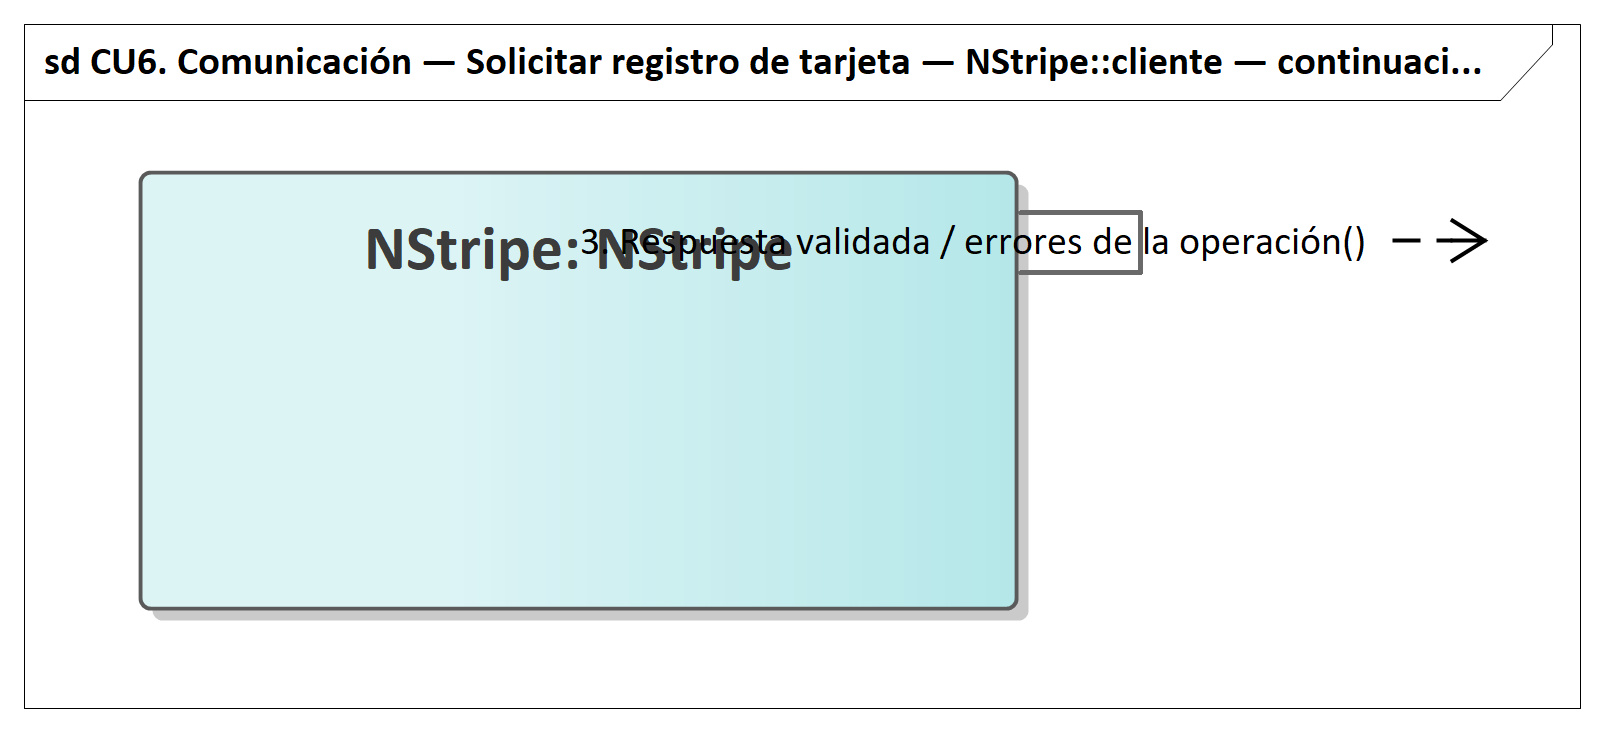 sd CU6. Comunicación — Solicitar registro de tarjeta — NStripe::cliente — continuaci...
NStripe: NStripe
3. Respuesta validada / errores de la operación()